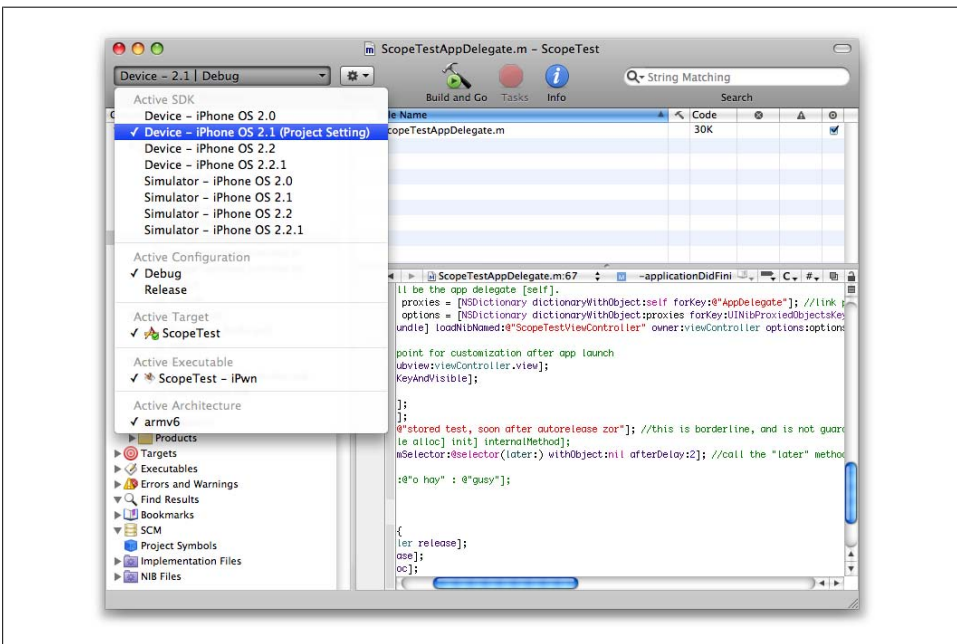 ScopeTestAppDelegate.m – ScopeTest
Device – 2.1 | Debug
Build and Go
Tasks
Info
String Matching
Search
Active SDK
Device – iPhone OS 2.0
✓ Device – iPhone OS 2.1 (Project Setting)
Device – iPhone OS 2.2
Device – iPhone OS 2.2.1
Simulator – iPhone OS 2.0
Simulator – iPhone OS 2.1
Simulator – iPhone OS 2.2
Simulator – iPhone OS 2.2.1
Active Configuration
✓ Debug
Release
Active Target
✓ ScopeTest
Active Executable
✓ ScopeTest – iPwn
Active Architecture
✓ armv6
Products
Targets
Executables
Errors and Warnings
Find Results
Bookmarks
SCM
Project Symbols
Implementation Files
NIB Files
le Name Code
copeTestAppDelegate.m 30K
ScopeTestAppDelegate.m:67 -applicationDidFini C, #,
ll be the app delegate [self].
proxies = [NSDictionary dictionaryWithObject:self forKey:@"AppDelegate"]; //link p
options = [NSDictionary dictionaryWithObject:proxies forKey:UINibProxiedObjectsKey
undle] loadNibNamed:@"ScopeTestViewController" owner:viewController options:options
point for customization after app launch
ubview:viewController.view];
KeyAndVisible];
];
];
@"stored test, soon after autorelease zor"]; //this is borderline, and is not guar
le alloc] init] internalMethod];
mSelector:@selector(later:) withObject:nil afterDelay:2]; //call the "later" metho
:@"o hay" : @"gusy"];
{
ler release];
ase];
oc];